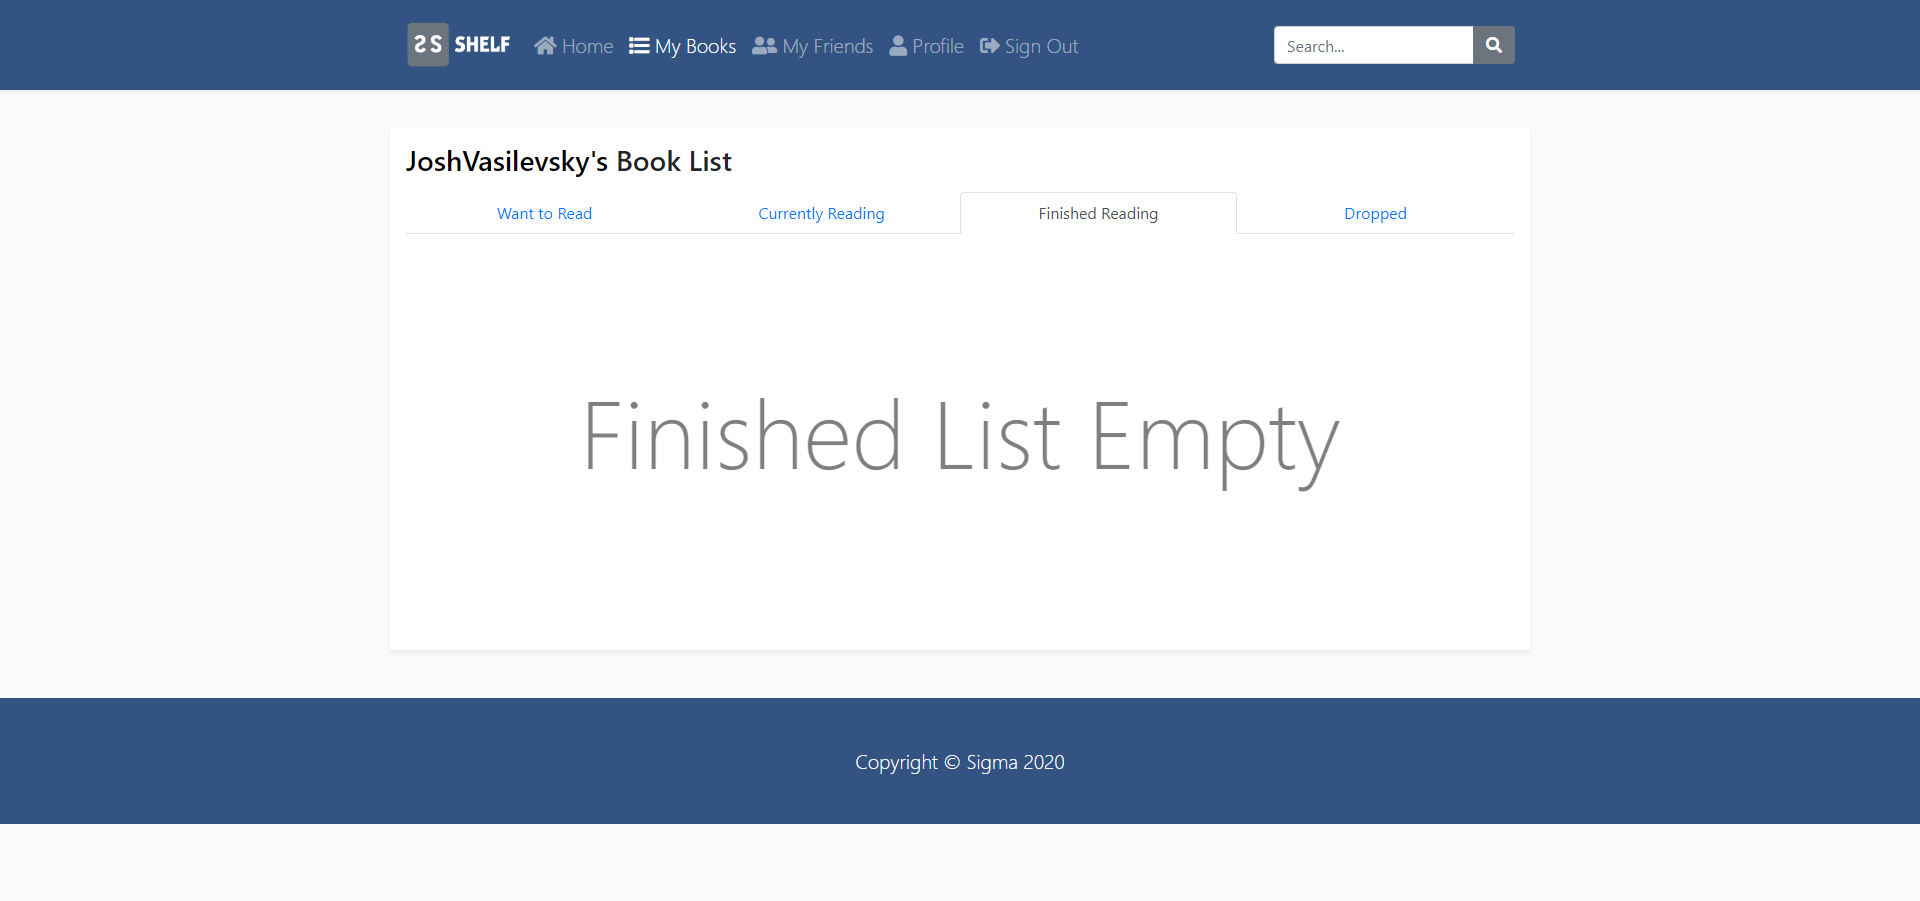 SS SHELF Home My Books My Friends Profile Sign Out Search...
JoshVasilevsky's Book List
Want to Read Currently Reading Finished Reading Dropped
Finished List Empty
Copyright © Sigma 2020